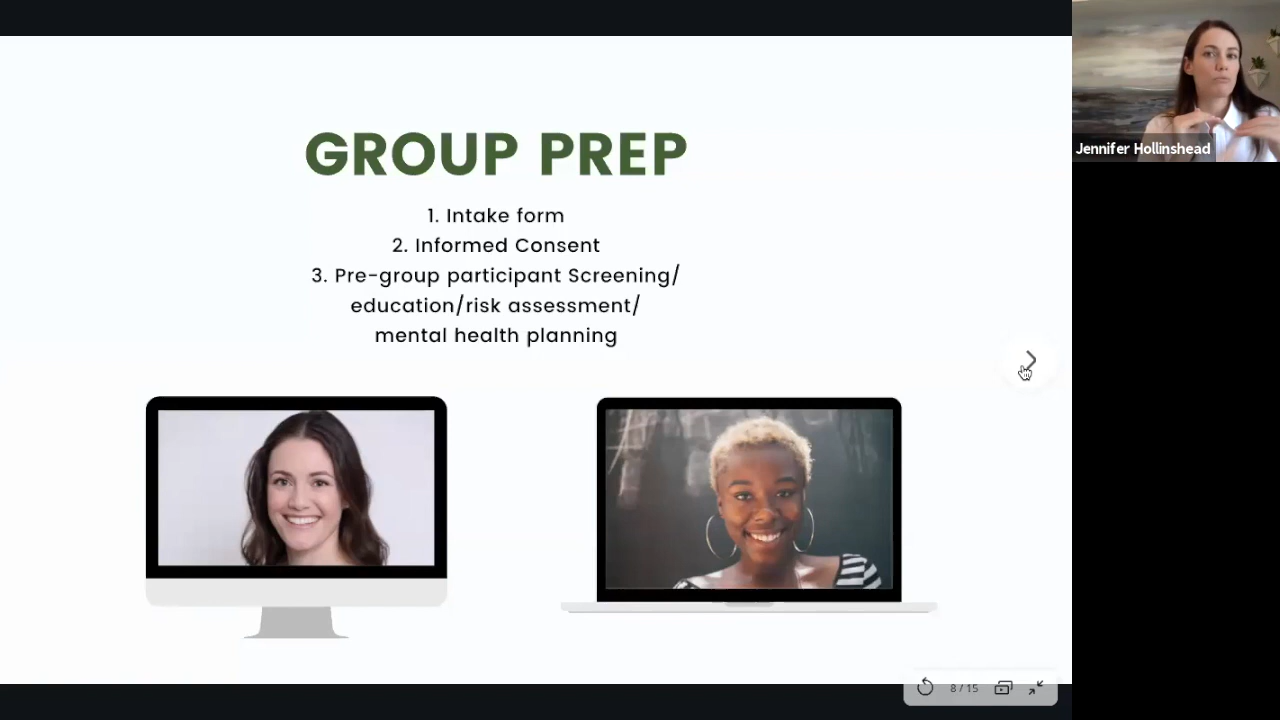 GROUP PREP
1. Intake form
2. Informed Consent
3. Pre-group participant Screening/
education/risk assessment/
mental health planning
Jennifer Hollinshead
8 / 15